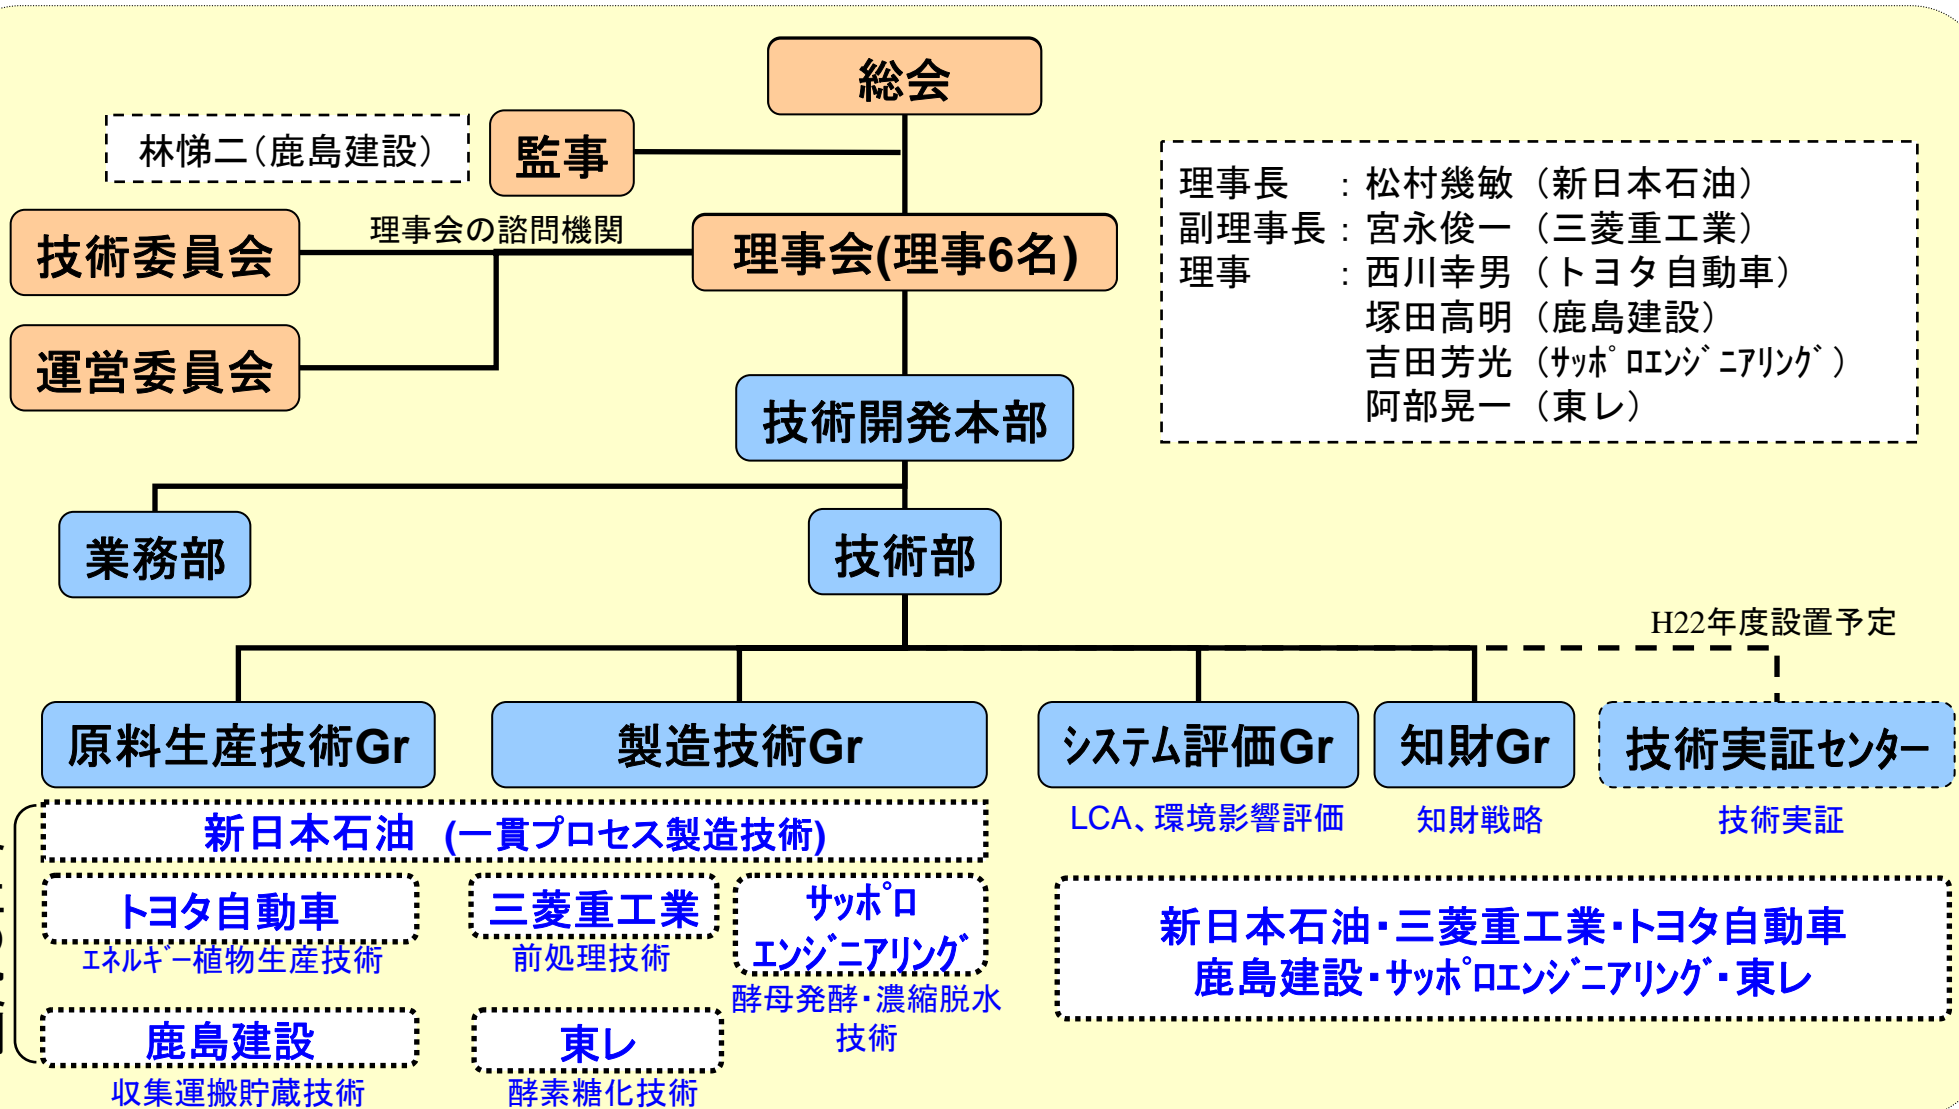 総会
林悌二（鹿島建設）
監事
理事長　：松村幾敏（新日本石油）
副理事長：宮永俊一（三菱重工業）
理事　　：西川幸男（トヨタ自動車）
塚田高明（鹿島建設）
吉田芳光（ｻｯﾎﾟﾛｴﾝｼﾞﾆｱﾘﾝｸﾞ）
阿部晃一（東レ）
技術委員会
理事会の諮問機関
理事会(理事6名)
運営委員会
技術開発本部
業務部
技術部
H22年度設置予定
原料生産技術Gr
製造技術Gr
ｼｽﾃﾑ評価Gr
知財Gr
技術実証ｾﾝﾀｰ
LCA、環境影響評価
知財戦略
技術実証
新日本石油 (一貫プロセス製造技術)
トヨタ自動車
ｴﾈﾙｷﾞｰ植物生産技術
三菱重工業
前処理技術
ｻｯﾎﾟﾛ
ｴﾝｼﾞﾆｱﾘﾝｸﾞ
酵母発酵・濃縮脱水
技術
鹿島建設
収集運搬貯蔵技術
東レ
酵素糖化技術
新日本石油・三菱重工業・トヨタ自動車
鹿島建設・ｻｯﾎﾟﾛｴﾝｼﾞﾆｱﾘﾝｸﾞ・東レ